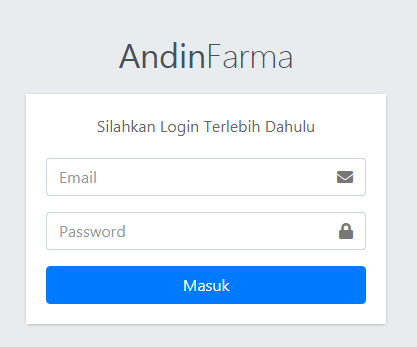 AndinFarma
Silahkan Login Terlebih Dahulu
Email
Password
Masuk